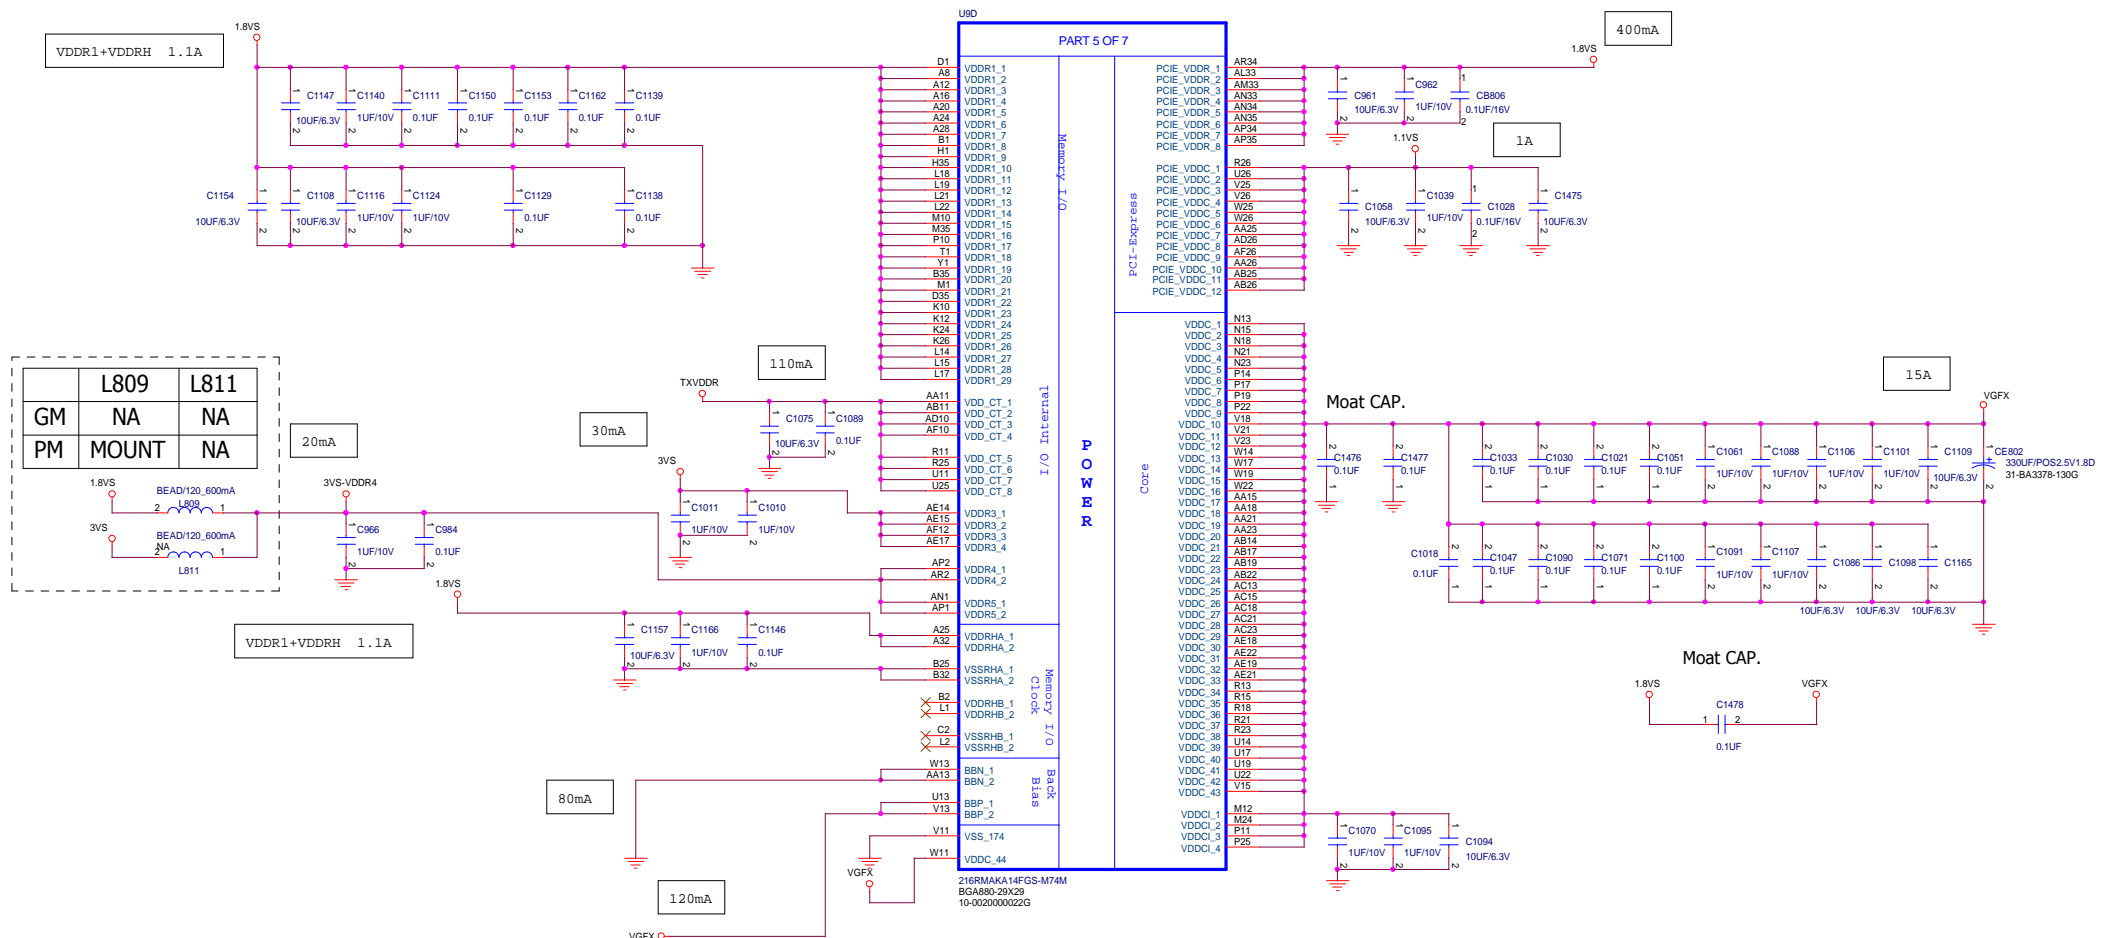 U9D
PART 5 OF 7
1.8VS
VDDR1+VDDRH 1.1A
C1147 10UF/6.3V
C1140 1UF/10V
C1111 0.1UF
C1150 0.1UF
C1153 0.1UF
C1162 0.1UF
C1139 0.1UF
C1154 10UF/6.3V
C1108 10UF/6.3V
C1116 1UF/10V
C1124 1UF/10V
C1129 0.1UF
C1138 0.1UF
D1 VDDR1_1
A8 VDDR1_2
A12 VDDR1_3
A16 VDDR1_4
A20 VDDR1_5
A24 VDDR1_6
A28 VDDR1_7
B1 VDDR1_8
H1 VDDR1_9
H35 VDDR1_10
L18 VDDR1_11
L19 VDDR1_12
L21 VDDR1_13
L22 VDDR1_14
M10 VDDR1_15
M35 VDDR1_16
P10 VDDR1_17
T1 VDDR1_18
Y1 VDDR1_19
B35 VDDR1_20
M1 VDDR1_21
D35 VDDR1_22
K10 VDDR1_23
K12 VDDR1_24
K24 VDDR1_25
K26 VDDR1_26
L14 VDDR1_27
L15 VDDR1_28
L17 VDDR1_29
Memory I/O
110mA
TXVDDR
C1075 10UF/6.3V
C1089 0.1UF
AA11 VDD_CT_1
AB11 VDD_CT_2
AD10 VDD_CT_3
AF10 VDD_CT_4
R11 VDD_CT_5
R25 VDD_CT_6
U11 VDD_CT_7
U25 VDD_CT_8
I/O Internal
30mA
3VS
C1011 1UF/10V
C1010 1UF/10V
AE14 VDDR3_1
AE15 VDDR3_2
AF12 VDDR3_3
AE17 VDDR3_4
L809 L811
GM NA NA
PM MOUNT NA
20mA
1.8VS
BEAD/120_600mA
2 L809 1
3VS
BEAD/120_600mA
NA
2 1
L811
3VS-VDDR4
C966 1UF/10V
C984 0.1UF
AP2 VDDR4_1
AR2 VDDR4_2
AN1 VDDR5_1
AP1 VDDR5_2
1.8VS
VDDR1+VDDRH 1.1A
C1157 10UF/6.3V
C1166 1UF/10V
C1146 0.1UF
A25 VDDRHA_1
A32 VDDRHA_2
B25 VSSRHA_1
B32 VSSRHA_2
B2 VDDRHB_1
L1 VDDRHB_2
C2 VSSRHB_1
L2 VSSRHB_2
Memory I/O
Clock
80mA
W13 BBN_1
AA13 BBN_2
U13 BBP_1
V13 BBP_2
Back
Bias
V11 VSS_174
W11 VDDC_44
VGFX
120mA
VGFX
POWER
216RMAKA14FGS-M74M
BGA880-29X29
10-0020000022G
400mA
1.8VS
PCIE_VDDR_1 AR34
PCIE_VDDR_2 AL33
PCIE_VDDR_3 AM33
PCIE_VDDR_4 AN33
PCIE_VDDR_5 AN34
PCIE_VDDR_6 AN35
PCIE_VDDR_7 AP34
PCIE_VDDR_8 AP35
C961 10UF/6.3V
C962 1UF/10V
CB806 0.1UF/16V
1.1VS
1A
PCIE_VDDC_1 R26
PCIE_VDDC_2 U26
PCIE_VDDC_3 V25
PCIE_VDDC_4 V26
PCIE_VDDC_5 W25
PCIE_VDDC_6 W26
PCIE_VDDC_7 AA25
PCIE_VDDC_8 AD26
PCIE_VDDC_9 AF26
PCIE_VDDC_10 AA26
PCIE_VDDC_11 AB25
PCIE_VDDC_12 AB26
C1058 10UF/6.3V
C1039 1UF/10V
C1028 0.1UF/16V
C1475 10UF/6.3V
PCI-Express
VDDC_1 N13
VDDC_2 N15
VDDC_3 N18
VDDC_4 N21
VDDC_5 N23
VDDC_6 P14
VDDC_7 P17
VDDC_8 P19
VDDC_9 P22
VDDC_10 V18
VDDC_11 V21
VDDC_12 V23
VDDC_13 W14
VDDC_14 W17
VDDC_15 W19
VDDC_16 W22
VDDC_17 AA15
VDDC_18 AA18
VDDC_19 AA21
VDDC_20 AA23
VDDC_21 AB14
VDDC_22 AB17
VDDC_23 AB19
VDDC_24 AB22
VDDC_25 AC13
VDDC_26 AC15
VDDC_27 AC18
VDDC_28 AC21
VDDC_29 AC23
VDDC_30 AE18
VDDC_31 AE22
VDDC_32 AE19
VDDC_33 AE21
VDDC_34 R13
VDDC_35 R15
VDDC_36 R18
VDDC_37 R21
VDDC_38 R23
VDDC_39 U14
VDDC_40 U17
VDDC_41 U19
VDDC_42 U22
VDDC_43 V15
Core
VDDCI_1 M12
VDDCI_2 M24
VDDCI_3 P11
VDDCI_4 P25
C1070 1UF/10V
C1095 1UF/10V
C1094 10UF/6.3V
15A
VGFX
Moat CAP.
C1476 0.1UF
C1477 0.1UF
C1033 0.1UF
C1030 0.1UF
C1021 0.1UF
C1051 0.1UF
C1061 1UF/10V
C1088 1UF/10V
C1106 1UF/10V
C1101 1UF/10V
C1109 10UF/6.3V
CE802
330UF/POS2.5V1.8D
31-BA3378-130G
C1018 0.1UF
C1047 0.1UF
C1090 0.1UF
C1071 0.1UF
C1100 0.1UF
C1091 1UF/10V
C1107 1UF/10V
C1086 10UF/6.3V
C1098 10UF/6.3V
C1165 10UF/6.3V
Moat CAP.
1.8VS VGFX
C1478
1 2
0.1UF